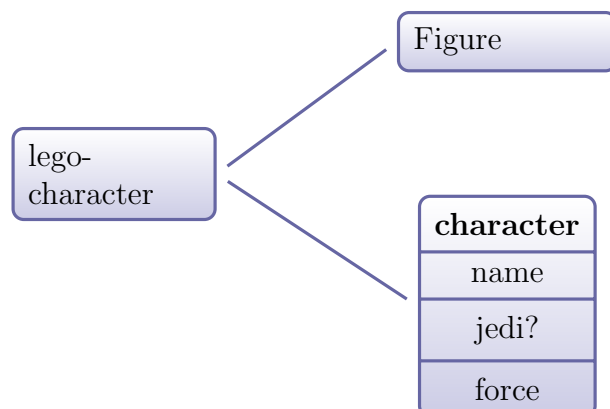 Figure
lego-
character
character
name
jedi?
force